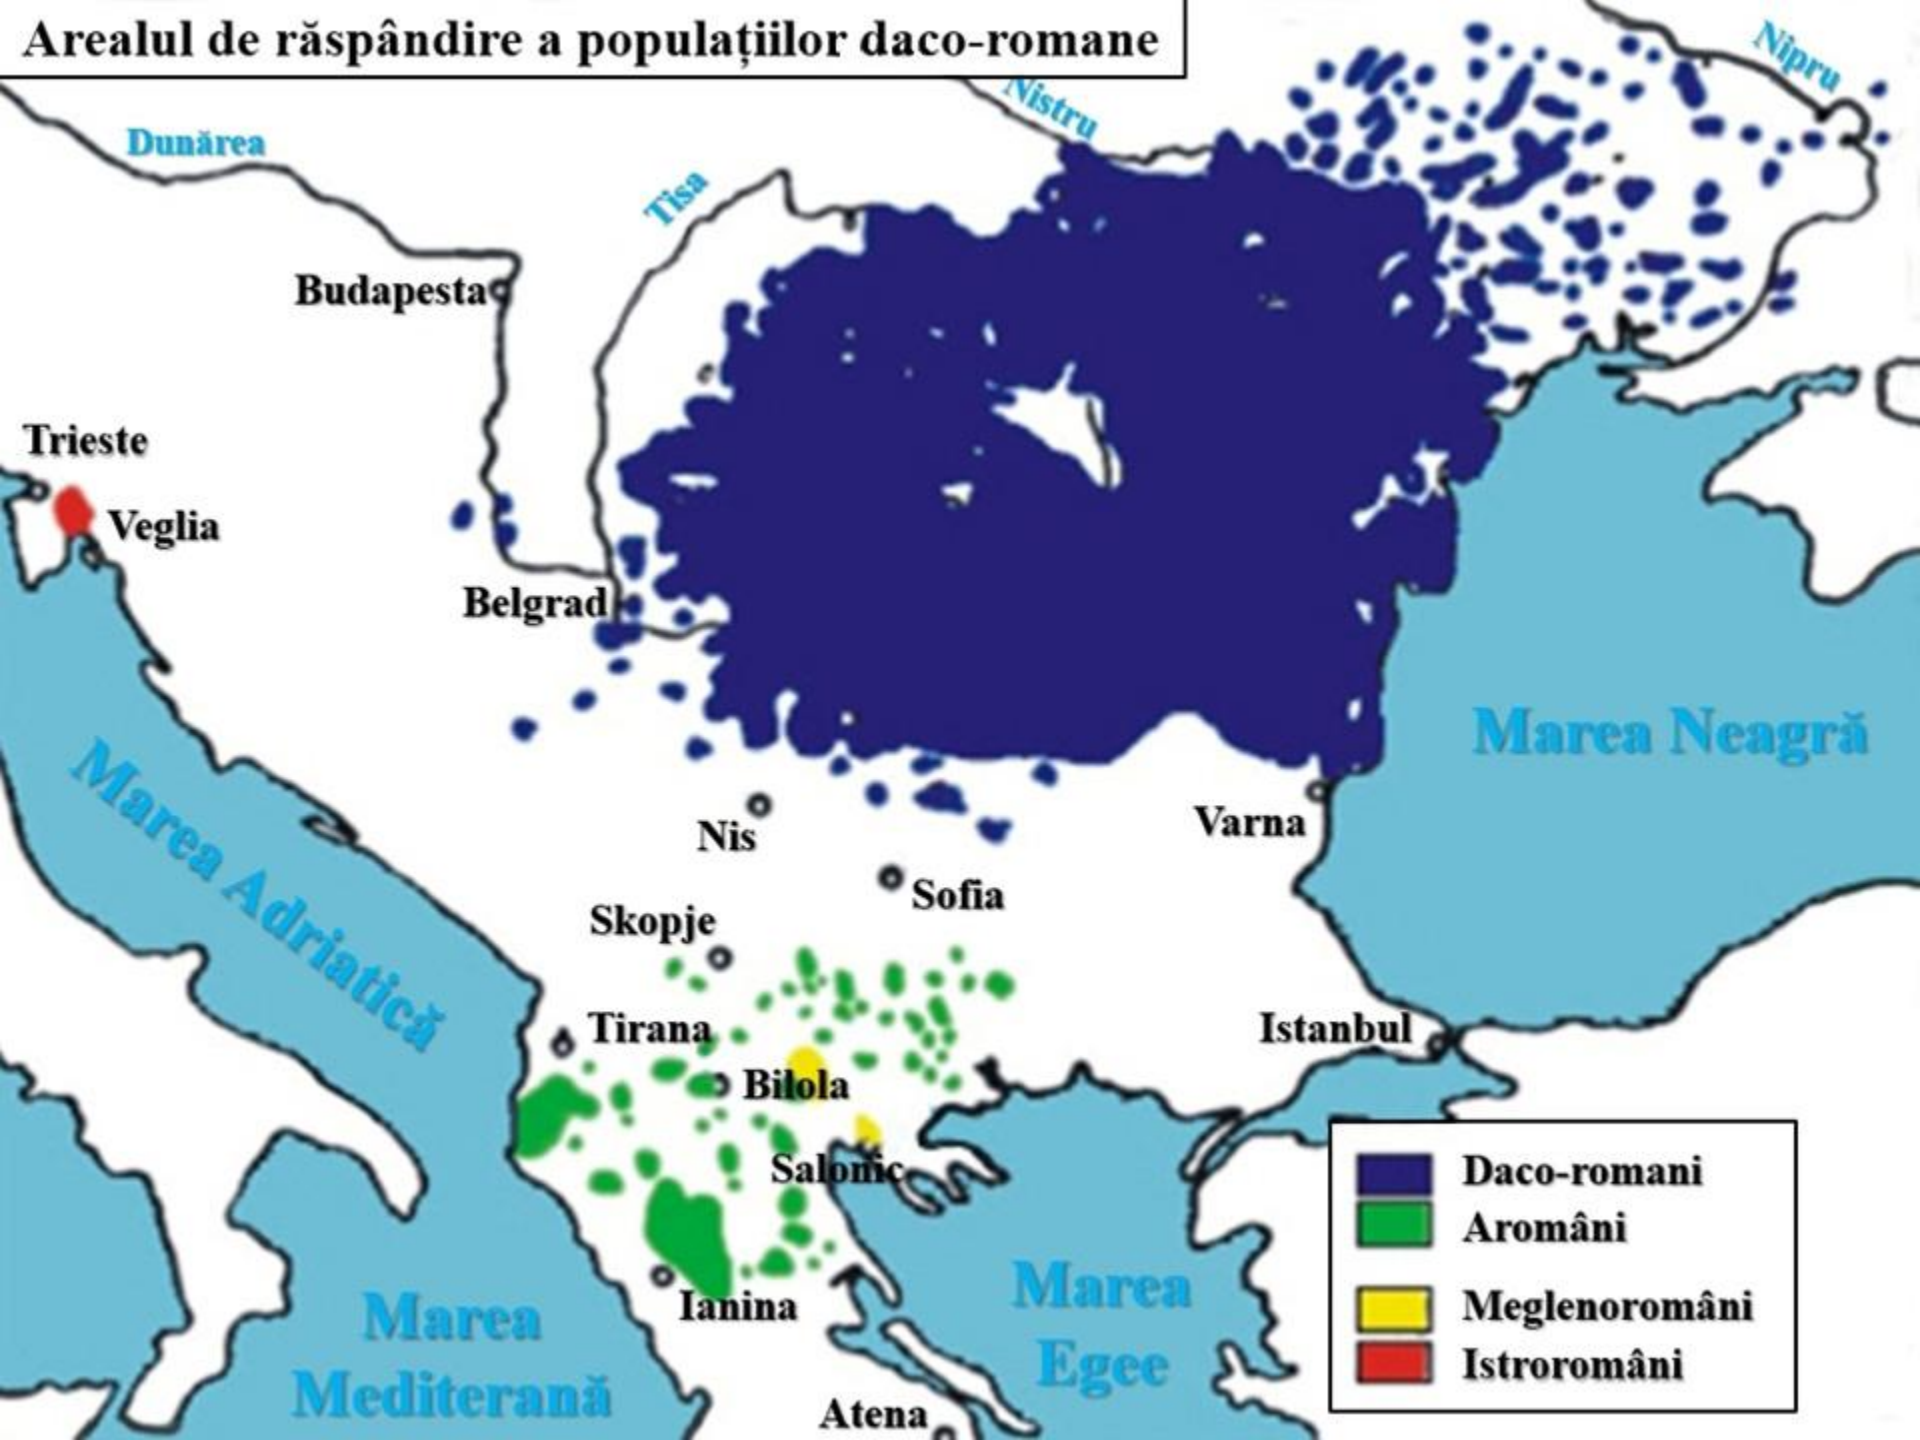 Arealul de răspândire a populațiilor daco-romane
Nipru
Nistru
Dunărea
Tisa
Budapesta
Trieste
Veglia
Belgrad
Marea Neagră
Marea Adriatică
Nis
Varna
Sofia
Skopje
Tirana
Istanbul
Bilola
Salonic
Daco-romani
Aromâni
Meglenoromâni
Istroromâni
Ianina
Marea
Egee
Marea
Mediterană
Atena